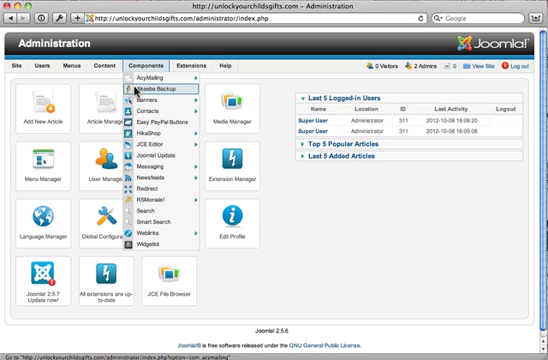 http://unlockyourchildsgifts.com - Administration
http://unlockyourchildsgifts.com/administrator/index.php
Google
Administration
Joomla!
Site Users Menus Content Components Extensions Help
0 Visitors 2 Admins View Site Log out
AcyMailing
Akeeba Backup
Banners
Contacts
Easy PayPal Buttons
HikaShop
JCE Editor
Joomla! Update
Messaging
Newsfeeds
Redirect
RSMonials!
Search
Smart Search
Weblinks
Widgetkit
Add New Article
Article Manager
Media Manager
Menu Manager
User Manager
Extension Manager
Language Manager
Global Configura
Edit Profile
Joomla! 2.5.7 Update now!
All extensions are up-to-date
JCE File Browser
Last 5 Logged-in Users
Name Location ID Last Activity Logout
Super User Administrator 311 2012-10-08 16:08:20
Super User Administrator 311 2012-10-08 16:05:08
Top 5 Popular Articles
Last 5 Added Articles
Joomla! 2.5.6
Joomla!® is free software released under the GNU General Public License.
Go to "http://unlockyourchildsgifts.com/administrator/index.php?option=com_acymailing"